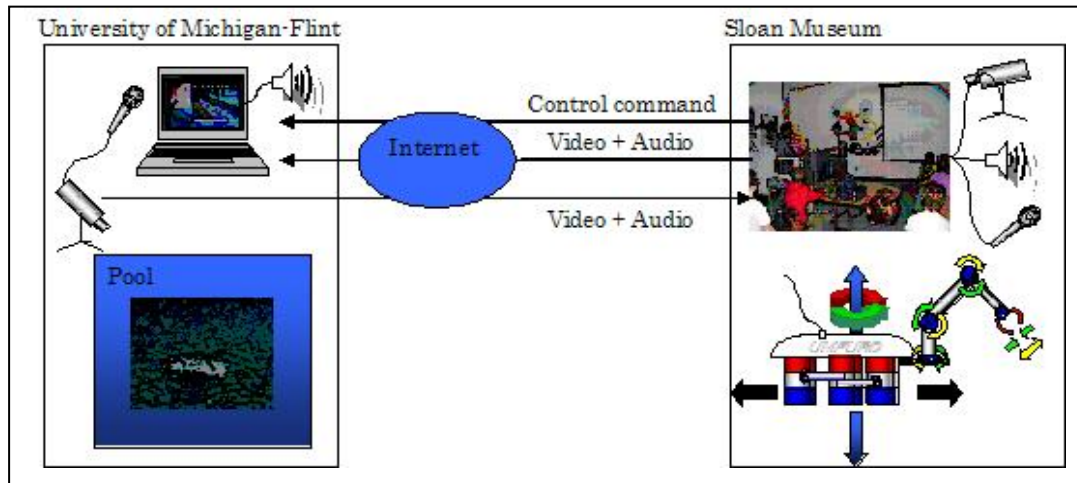 University of Michigan-Flint
Sloan Museum
Control command
Internet
Video + Audio
Video + Audio
Pool